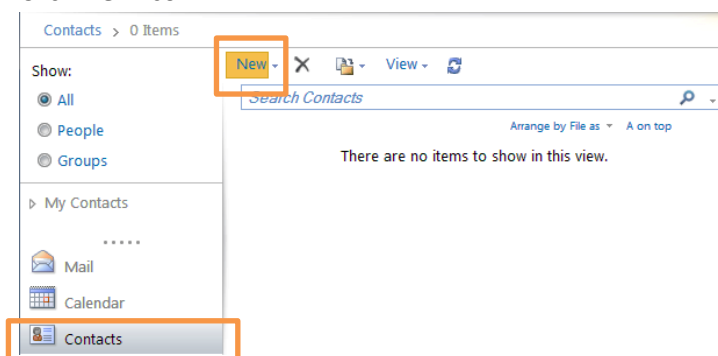 Contacts > 0 Items
Show:
All
People
Groups
My Contacts
Mail
Calendar
Contacts
New
View
Search Contacts
Arrange by File as A on top
There are no items to show in this view.